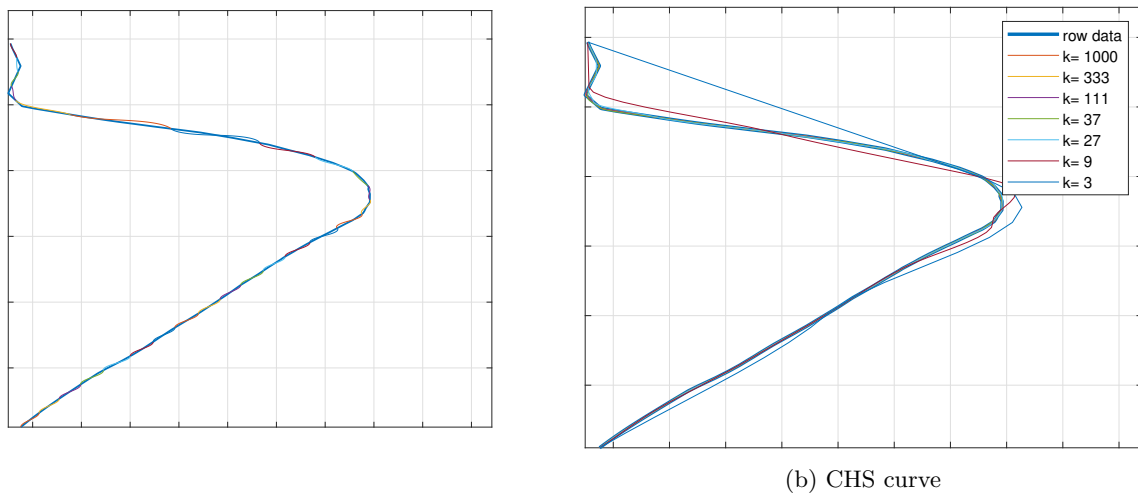 row data
k= 1000
k= 333
k= 111
k= 37
k= 27
k= 9
k= 3
(b) CHS curve